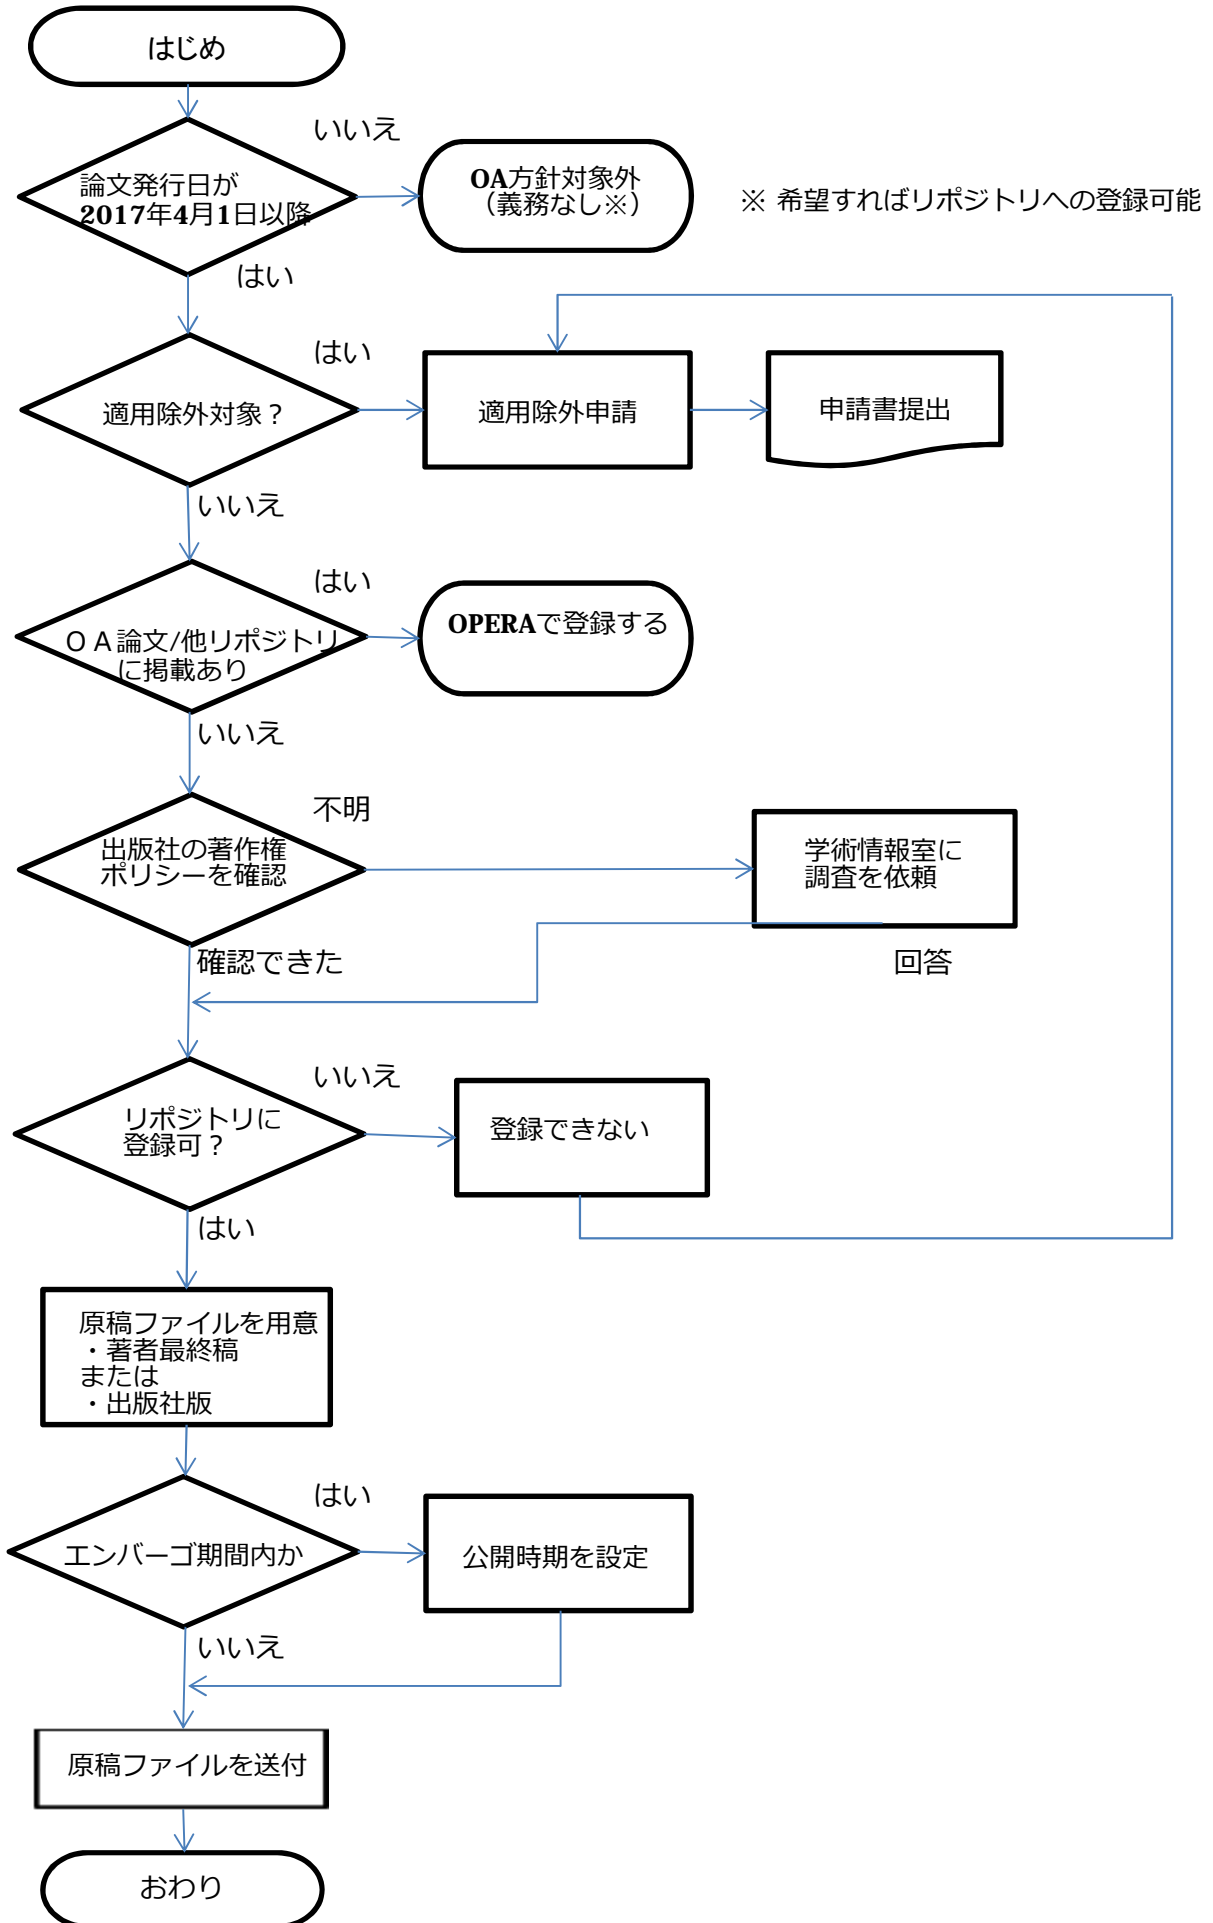 はじめ
いいえ
論文発行日が
2017年4月1日以降
OA方針対象外
（義務なし※）
※ 希望すればリポジトリへの登録可能
はい
はい
適用除外対象？
適用除外申請
申請書提出
いいえ
はい
ＯＡ論文/他リポジトリ
に掲載あり
OPERAで登録する
いいえ
不明
出版社の著作権
ポリシーを確認
学術情報室に
調査を依頼
確認できた
回答
いいえ
リポジトリに
登録可？
登録できない
はい
原稿ファイルを用意
・著者最終稿
または
・出版社版
はい
エンバーゴ期間内か
公開時期を設定
いいえ
原稿ファイルを送付
おわり